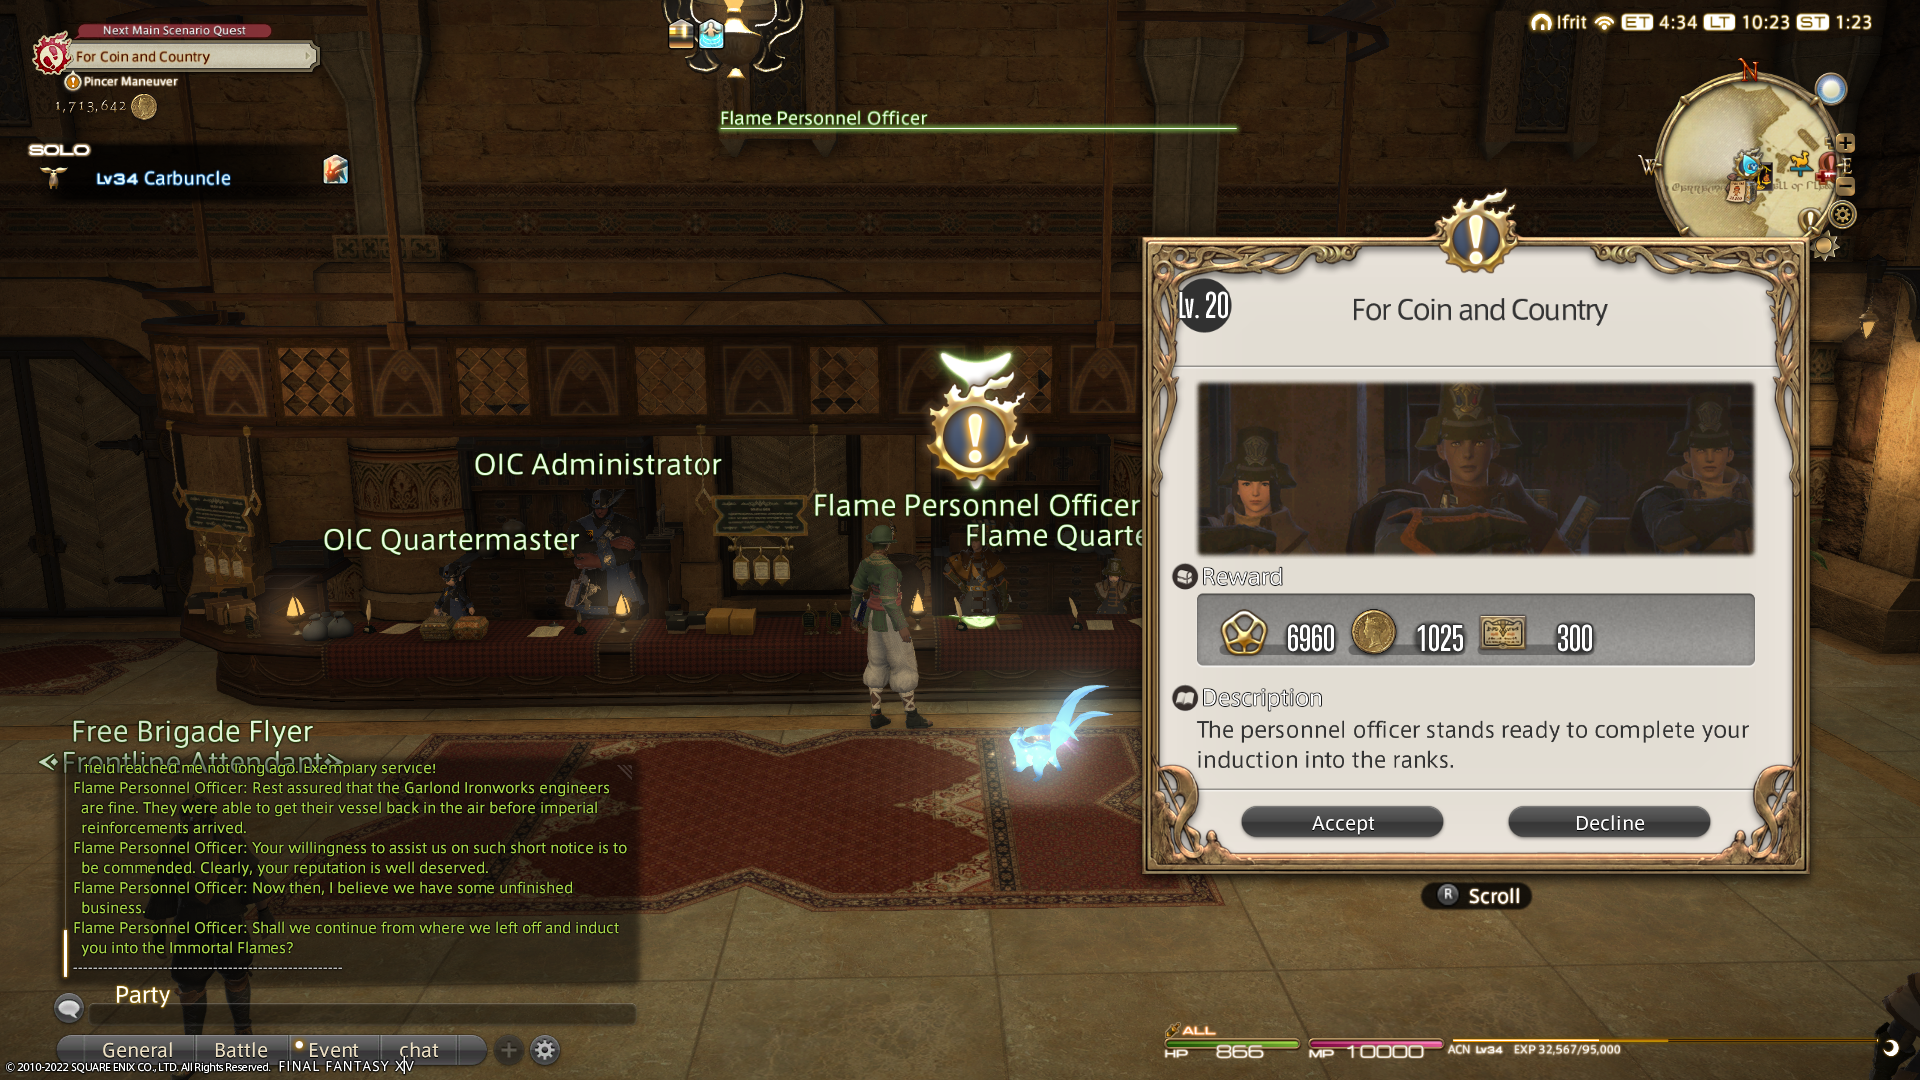 Next Main Scenario Quest
For Coin and Country
Pincer Maneuver
1,713,642
SOLO
Lv34 Carbuncle
Flame Personnel Officer
Ifrit ET 4:34 LT 10:23 ST 1:23
N
W
E
Lv. 20
For Coin and Country
OIC Administrator
OIC Quartermaster
Flame Personnel Officer
Flame Quarte
Reward
6960 1025 300
Description
The personnel officer stands ready to complete your
induction into the ranks.
Accept Decline
R Scroll
Free Brigade Flyer
Frontline Attendant
field reached me not long ago. Exemplary service!
Flame Personnel Officer: Rest assured that the Garlond Ironworks engineers
are fine. They were able to get their vessel back in the air before imperial
reinforcements arrived.
Flame Personnel Officer: Your willingness to assist us on such short notice is to
be commended. Clearly, your reputation is well deserved.
Flame Personnel Officer: Now then, I believe we have some unfinished
business.
Flame Personnel Officer: Shall we continue from where we left off and induct
you into the Immortal Flames?
------------------------------------------------------
Party
General Battle Event chat
© 2010-2022 SQUARE ENIX CO., LTD. All Rights Reserved. FINAL FANTASY XIV
ALL
HP 866 MP 10000 ACN Lv34 EXP 32,567/95,000